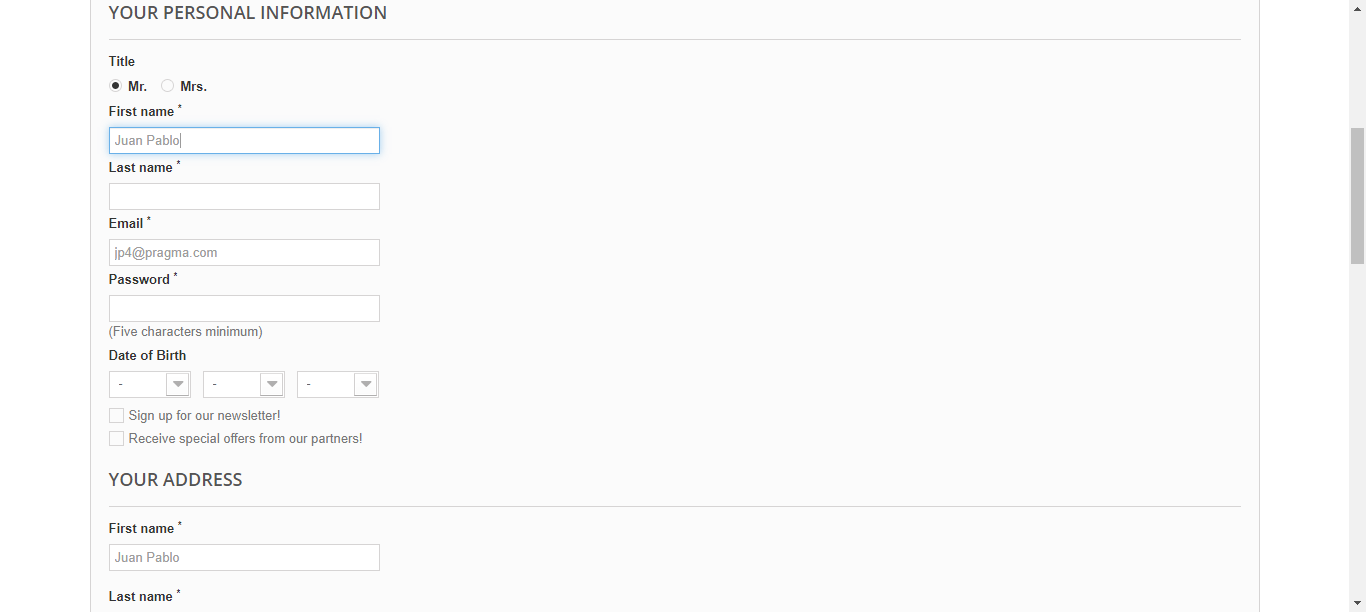 YOUR PERSONAL INFORMATION
Title
Mr. Mrs.
First name *
Juan Pablo
Last name *
Email *
jp4@pragma.com
Password *
(Five characters minimum)
Date of Birth
- - -
Sign up for our newsletter!
Receive special offers from our partners!
YOUR ADDRESS
First name *
Juan Pablo
Last name *